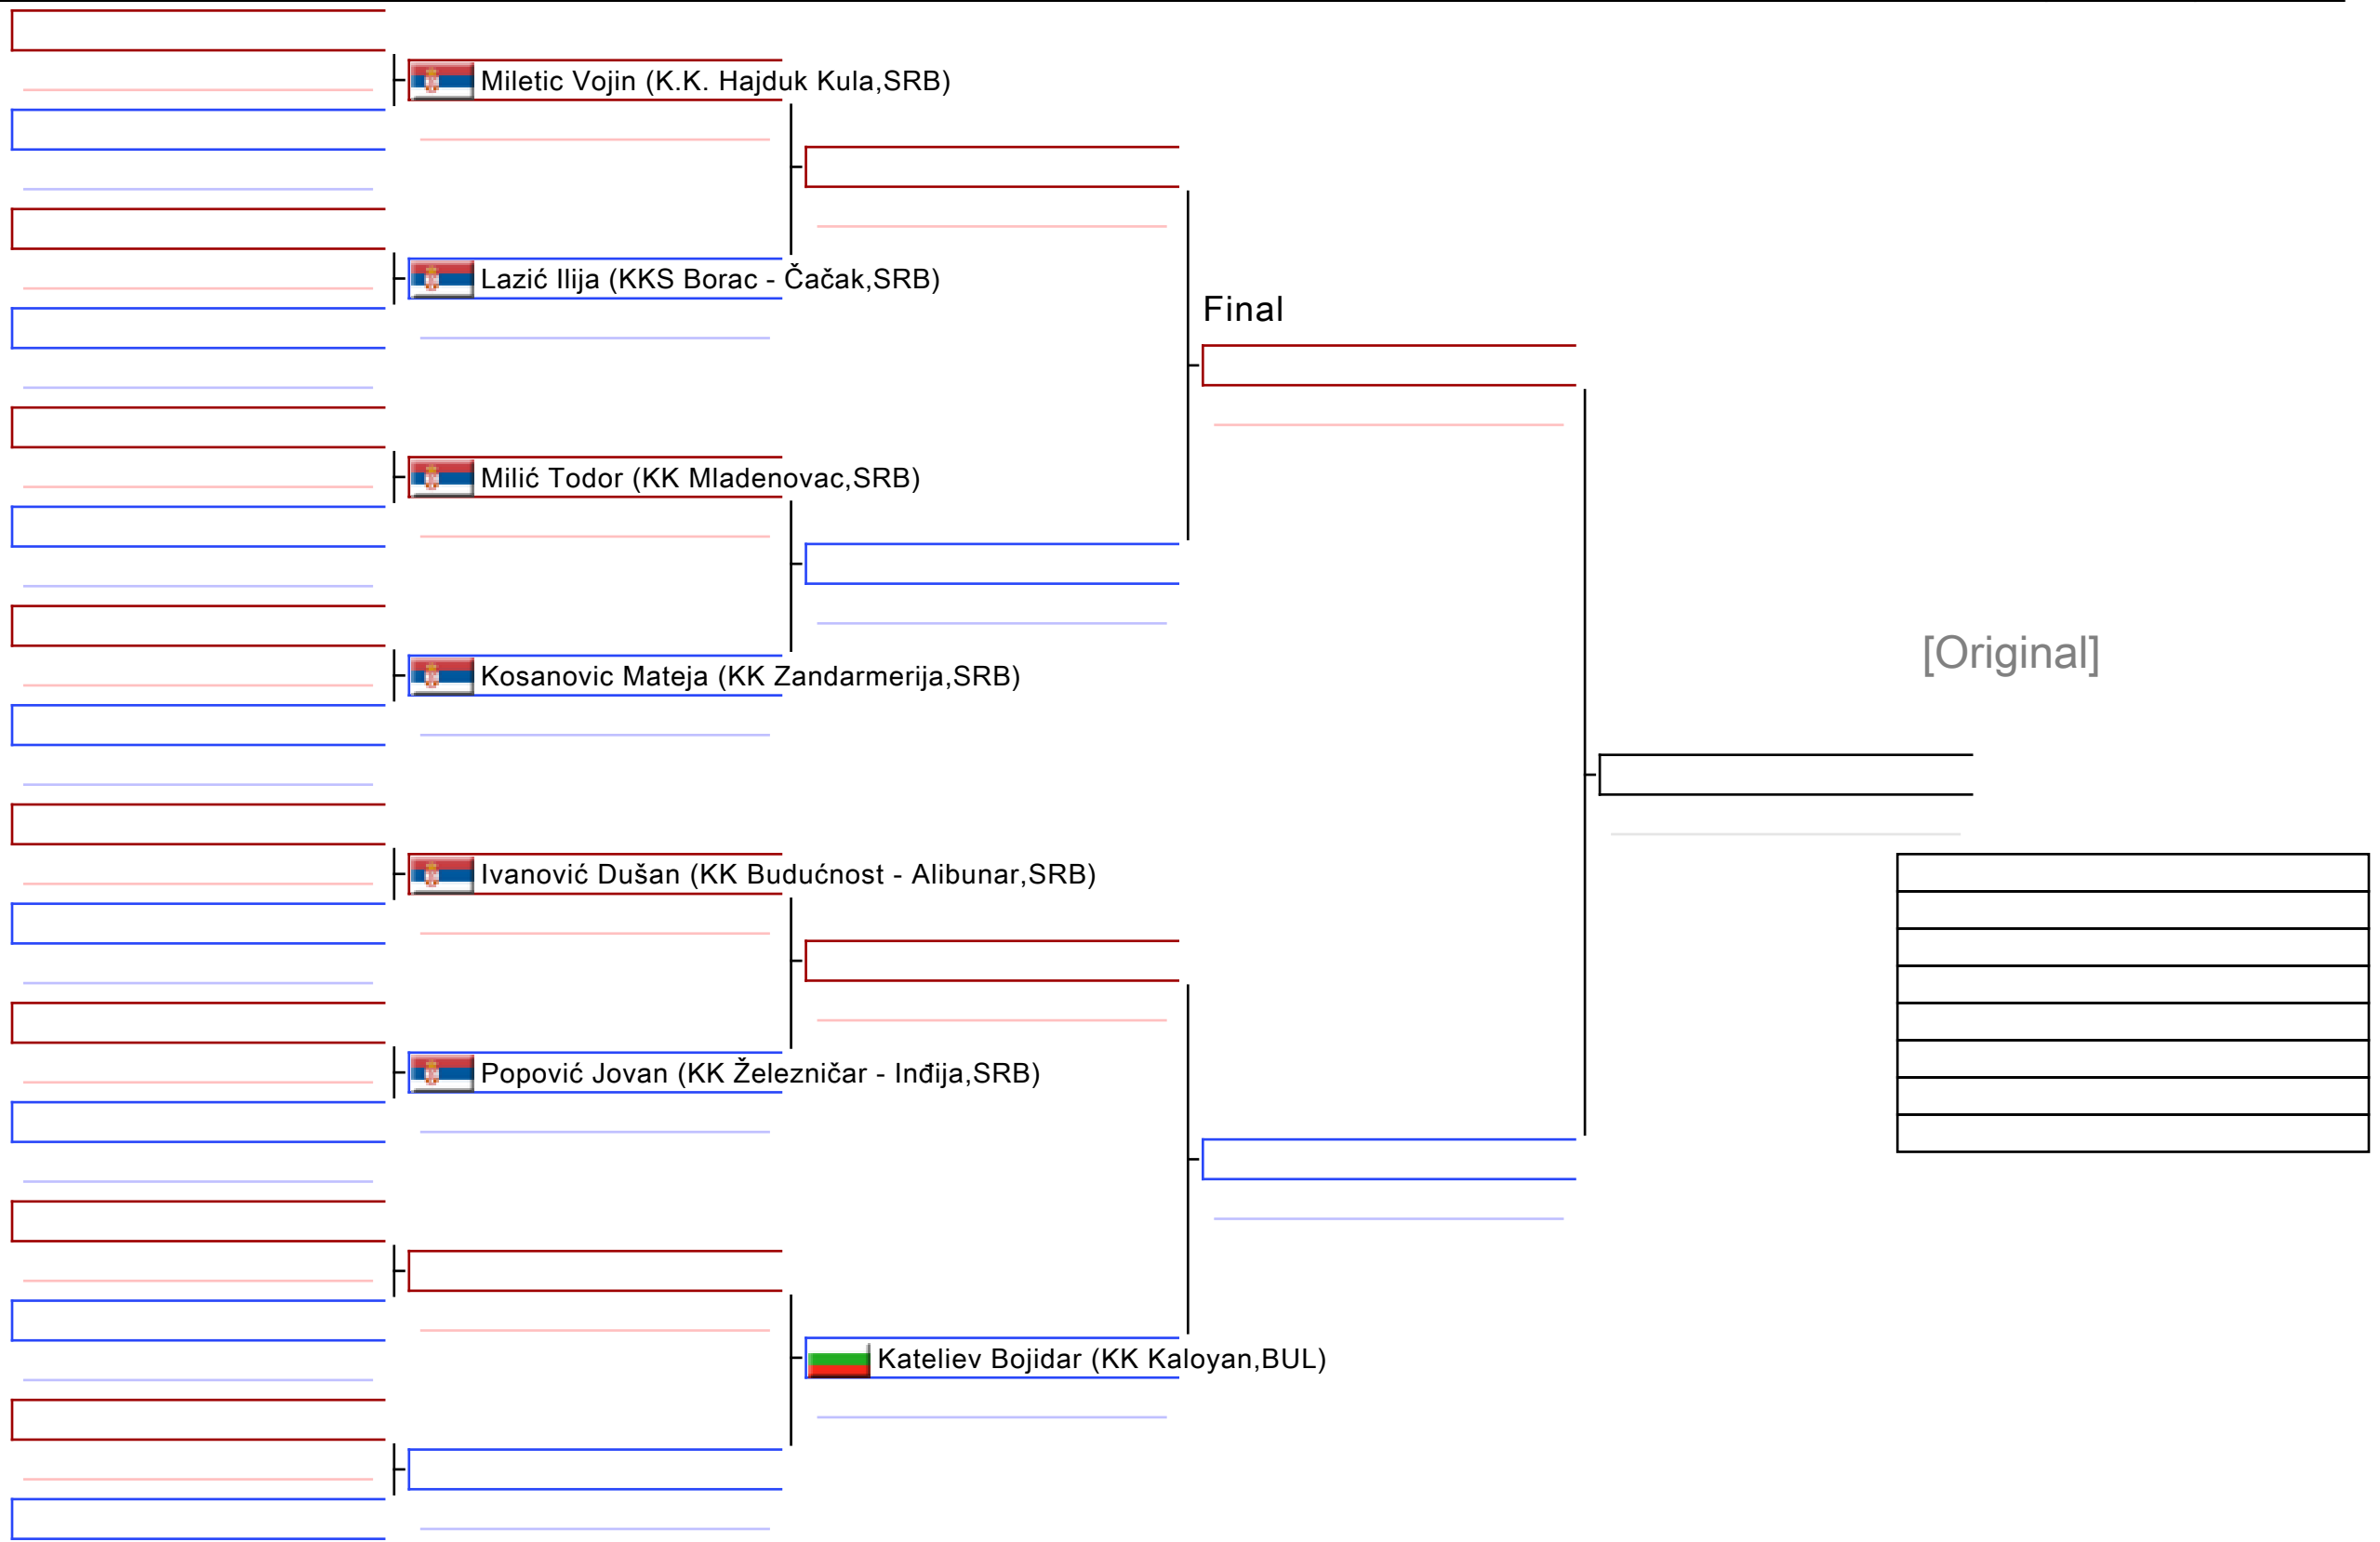 Miletic Vojin (K.K. Hajduk Kula,SRB)
Lazić Ilija (KKS Borac - Čačak,SRB)
Final
Milić Todor (KK Mladenovac,SRB)
[Original]
Kosanovic Mateja (KK Zandarmerija,SRB)
Ivanović Dušan (KK Budućnost - Alibunar,SRB)
Popović Jovan (KK Železničar - Inđija,SRB)
Kateliev Bojidar (KK Kaloyan,BUL)